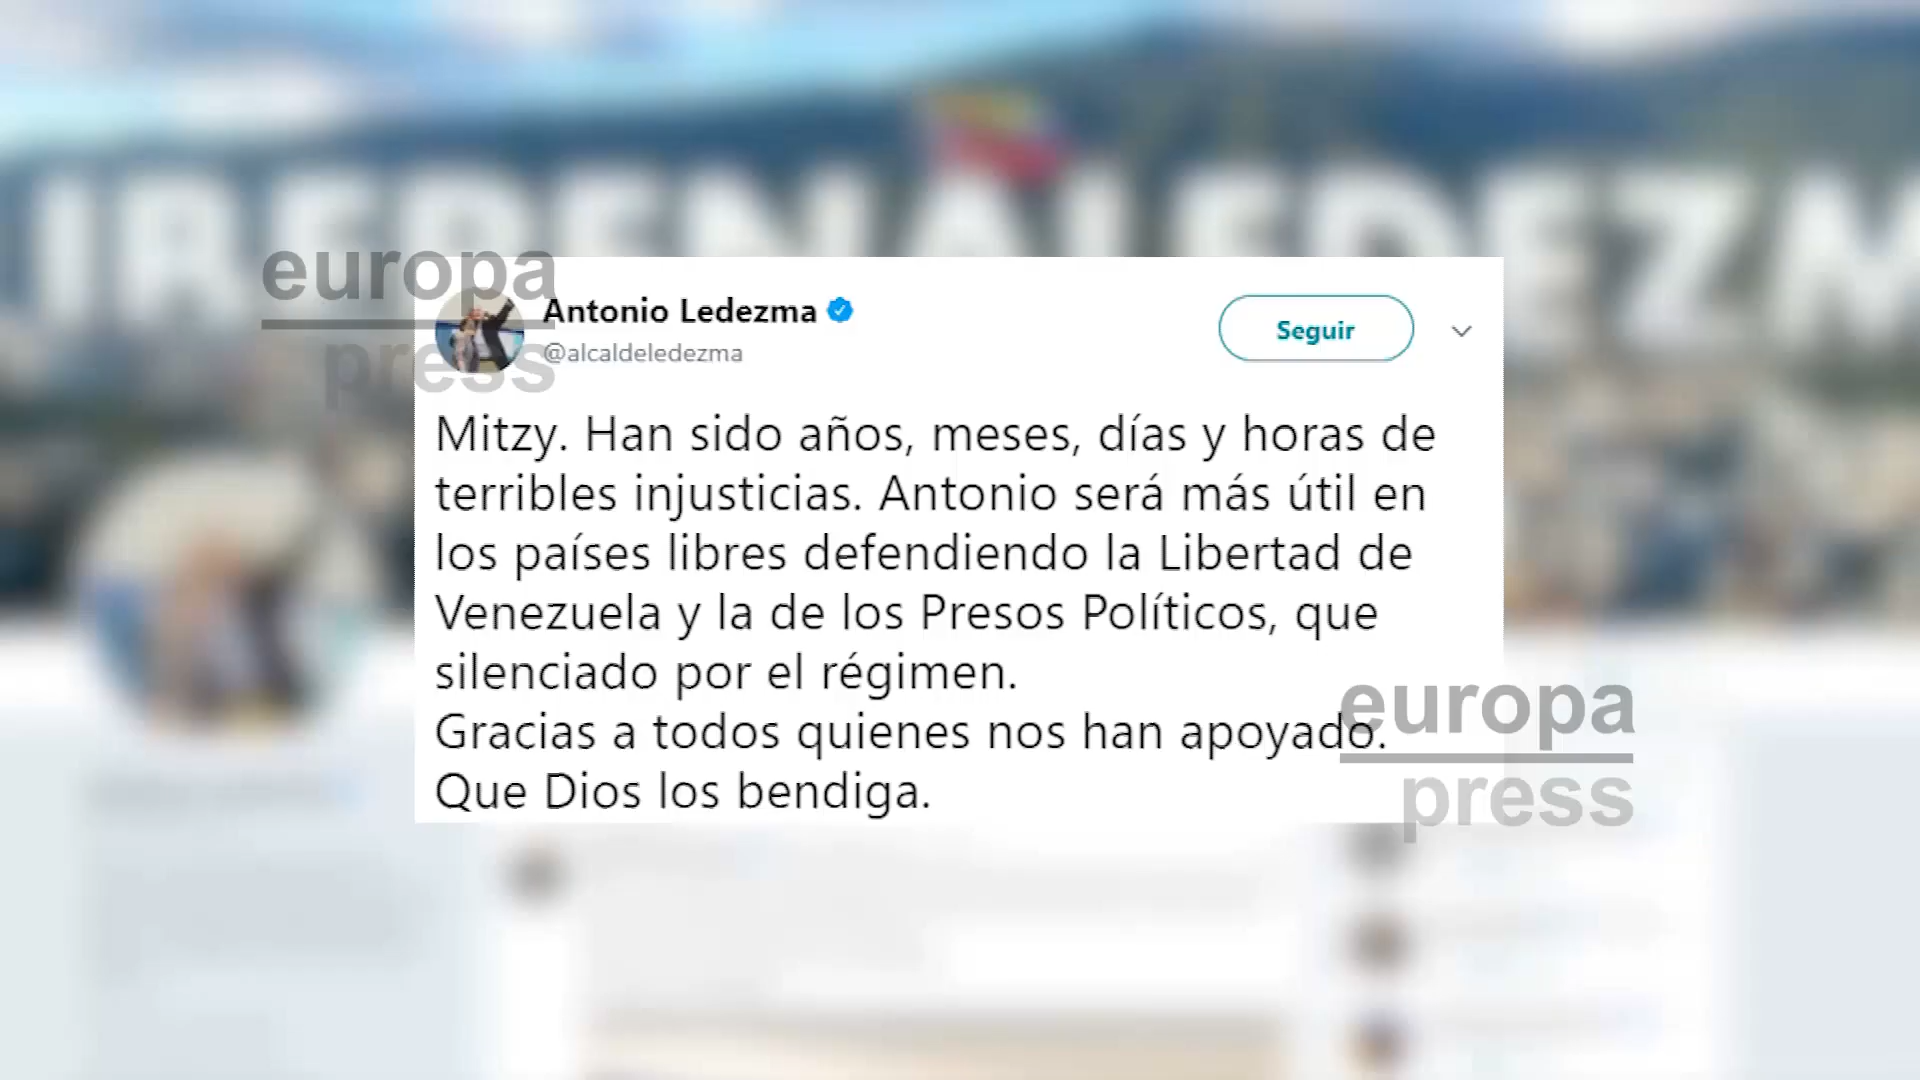 IBEREN A LEDEZM
europa
press
Antonio Ledezma
@alcaldeledezma
Seguir
Mitzy. Han sido años, meses, días y horas de
terribles injusticias. Antonio será más útil en
los países libres defendiendo la Libertad de
Venezuela y la de los Presos Políticos, que
silenciado por el régimen.
Gracias a todos quienes nos han apoyado.
Que Dios los bendiga.
europa
press